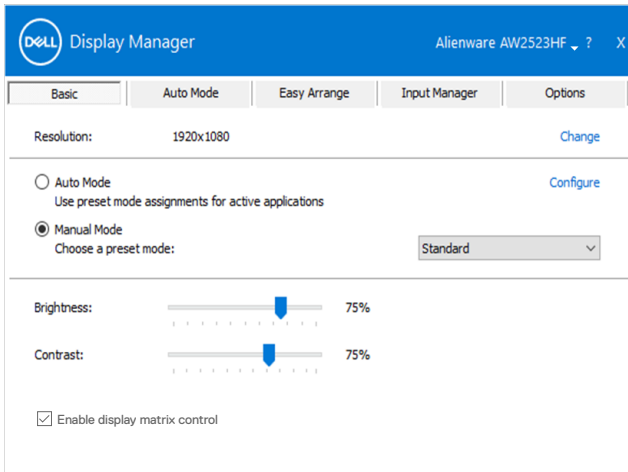 DELL Display Manager Alienware AW2523HF ? X
Basic Auto Mode Easy Arrange Input Manager Options
Resolution: 1920x1080 Change
Auto Mode Configure
Use preset mode assignments for active applications
Manual Mode
Choose a preset mode: Standard
Brightness: 75%
Contrast: 75%
Enable display matrix control